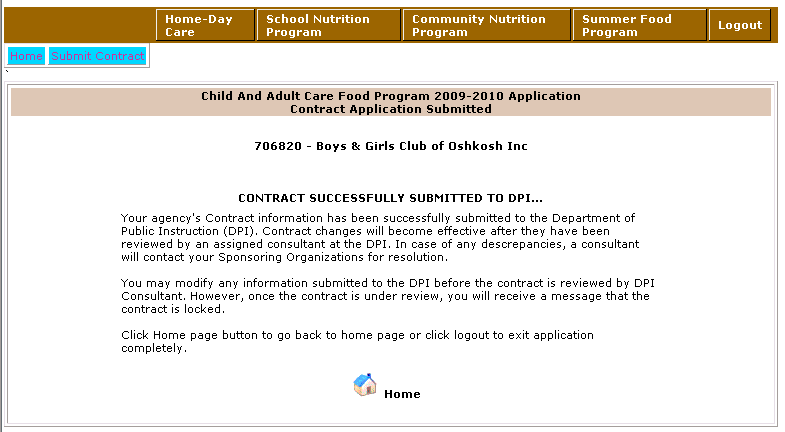 Home-Day Care
School Nutrition Program
Community Nutrition Program
Summer Food Program
Logout
Home
Submit Contract
`
Child And Adult Care Food Program 2009-2010 Application
Contract Application Submitted
706820 - Boys & Girls Club of Oshkosh Inc
CONTRACT SUCCESSFULLY SUBMITTED TO DPI...
Your agency's Contract information has been successfully submitted to the Department of
Public Instruction (DPI). Contract changes will become effective after they have been
reviewed by an assigned consultant at the DPI. In case of any descrepancies, a consultant
will contact your Sponsoring Organizations for resolution.
You may modify any information submitted to the DPI before the contract is reviewed by DPI
Consultant. However, once the contract is under review, you will receive a message that the
contract is locked.
Click Home page button to go back to home page or click logout to exit application
completely.
Home